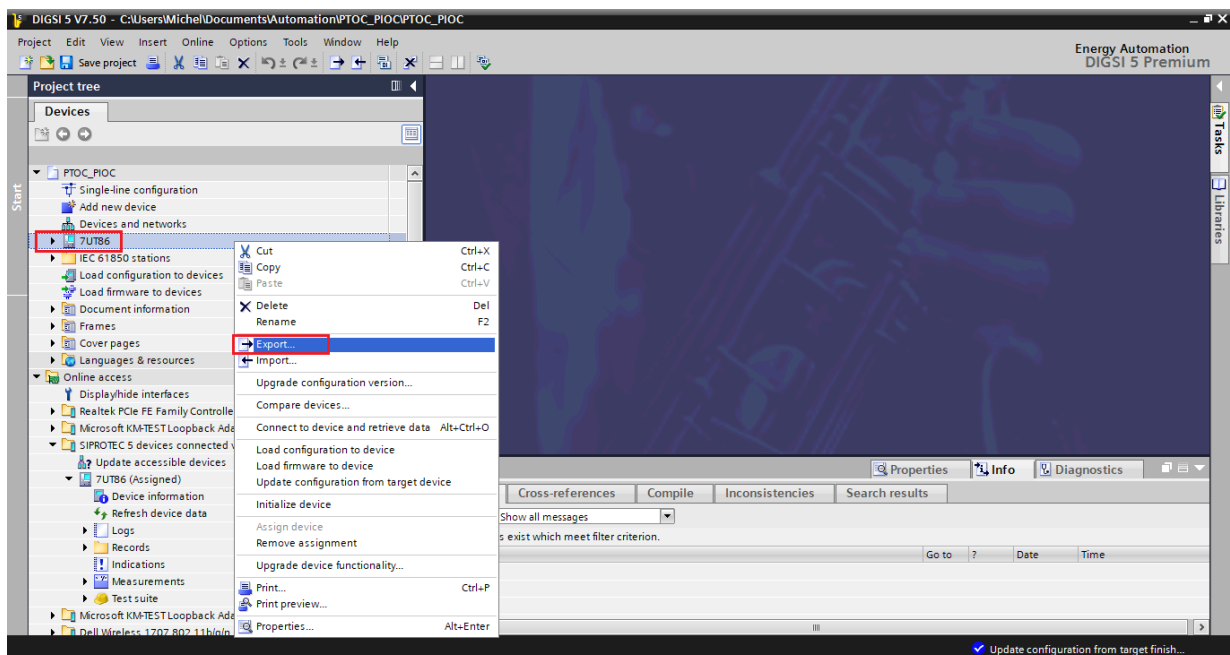 DIGSI 5 V7.50 - C:\Users\Michel\Documents\Automation\PTOC_PIOC\PTOC_PIOC
Project Edit View Insert Online Options Tools Window Help
Save project
Energy Automation
DIGSI 5 Premium
Start
Project tree
Devices
PTOC_PIOC
Single-line configuration
Add new device
Devices and networks
7UT86
IEC 61850 stations
Load configuration to devices
Load firmware to devices
Document information
Frames
Cover pages
Languages & resources
Online access
Display/hide interfaces
Realtek PCIe FE Family Controlle
Microsoft KM-TEST Loopback Ada
SIPROTEC 5 devices connected v
Update accessible devices
7UT86 (Assigned)
Device information
Refresh device data
Logs
Records
Indications
Measurements
Test suite
Microsoft KM-TEST Loopback Ada
Dell Wireless 1707 802.11b/g/n
Cut Ctrl+X
Copy Ctrl+C
Paste Ctrl+V
Delete Del
Rename F2
Export...
Import...
Upgrade configuration version...
Compare devices...
Connect to device and retrieve data Alt+Ctrl+O
Load configuration to device
Load firmware to device
Update configuration from target device
Initialize device
Assign device
Remove assignment
Upgrade device functionality...
Print... Ctrl+P
Print preview...
Properties... Alt+Enter
Properties Info Diagnostics
Cross-references Compile Inconsistencies Search results
Show all messages
s exist which meet filter criterion.
Go to ? Date Time
Tasks
Libraries
Update configuration from target finish...